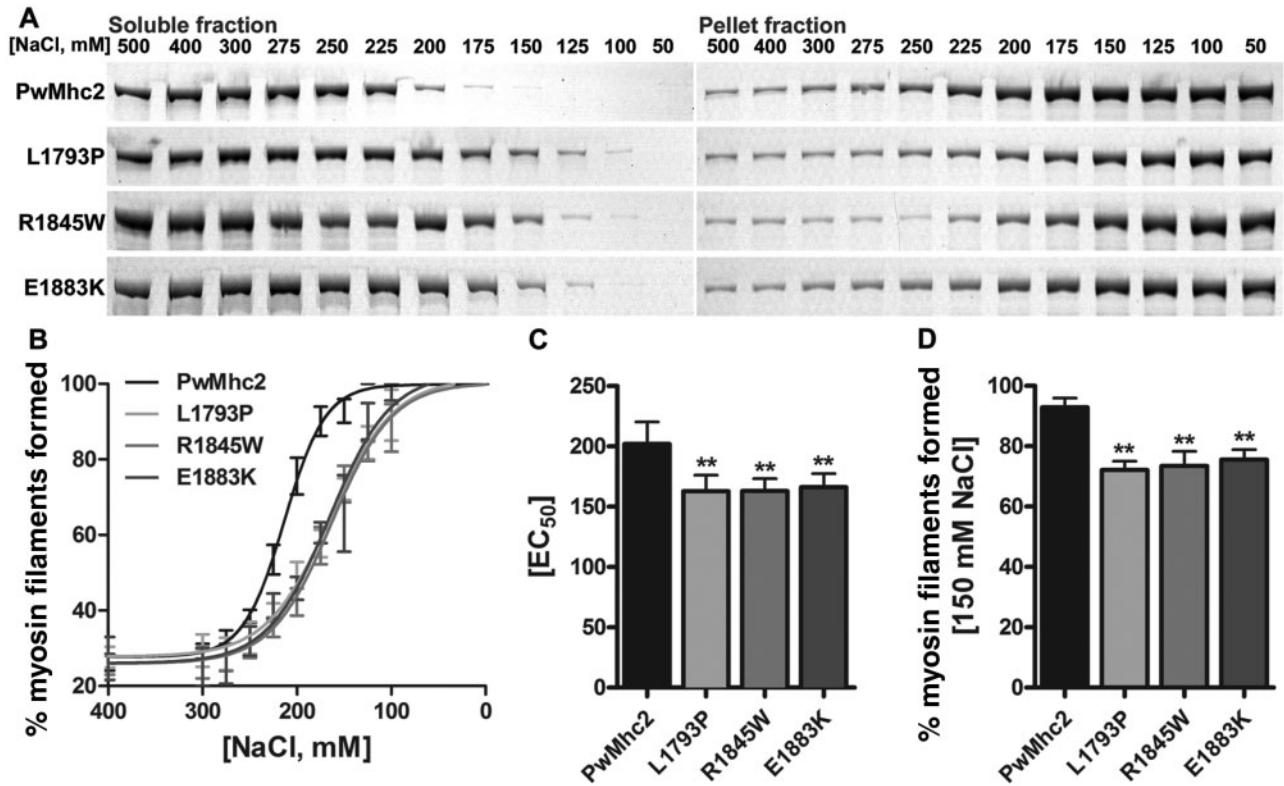 A
Soluble fraction
Pellet fraction
[NaCl, mM] 500 400 300 275 250 225 200 175 150 125 100 50
500 400 300 275 250 225 200 175 150 125 100 50
PwMhc2
L1793P
R1845W
E1883K
B
% myosin filaments formed
100
80
60
40
20
PwMhc2
L1793P
R1845W
E1883K
400 300 200 100 0
[NaCl, mM]
C
[EC50]
250
200
150
100
50
0
** ** **
PwMhc2
L1793P
R1845W
E1883K
D
% myosin filaments formed
[150 mM NaCl]
100
80
60
40
20
0
** ** **
PwMhc2
L1793P
R1845W
E1883K